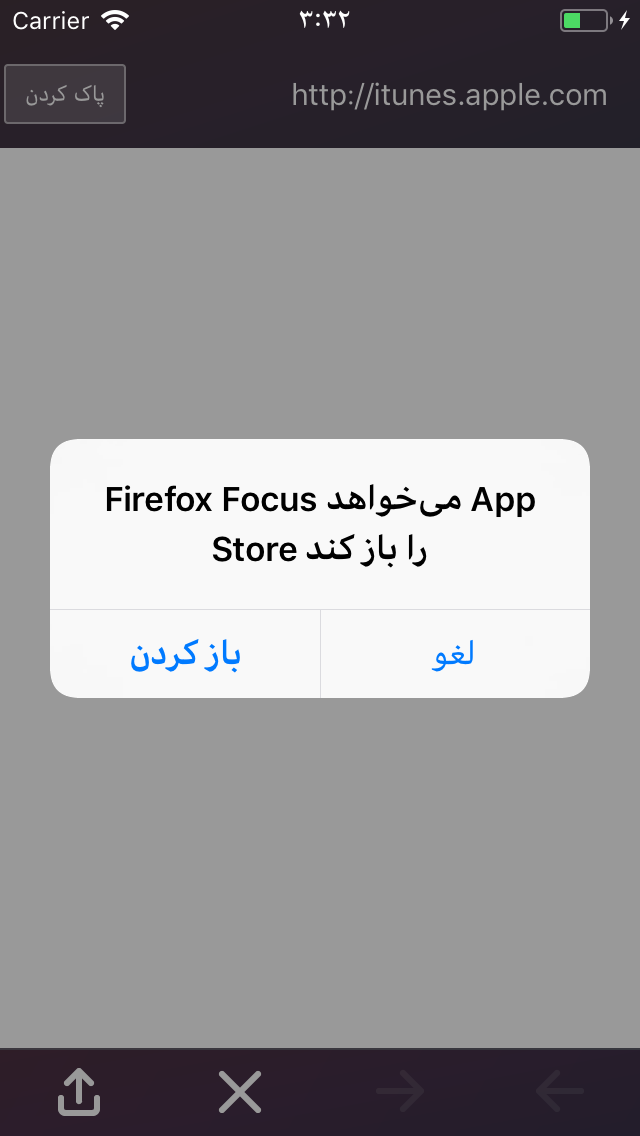 Carrier
۳:۳۲
پاک کردن
http://itunes.apple.com
Firefox Focus می‌خواهد App
Store را باز کند
لغو
باز کردن